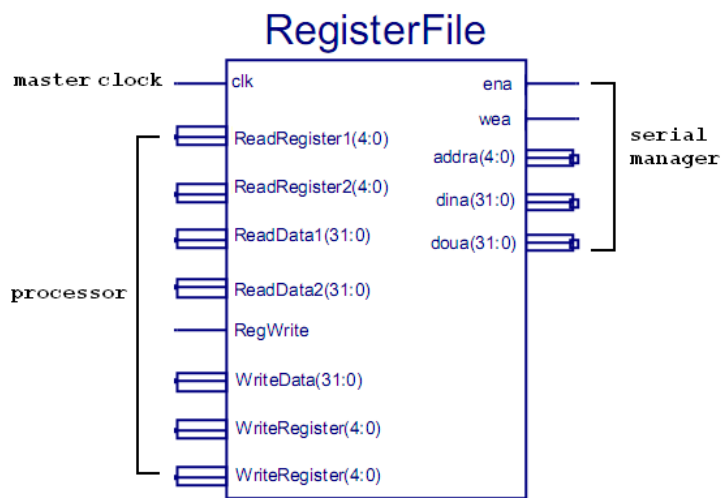 RegisterFile
master clock
clk
ReadRegister1(4:0)
ReadRegister2(4:0)
ReadData1(31:0)
ReadData2(31:0)
RegWrite
WriteData(31:0)
WriteRegister(4:0)
WriteRegister(4:0)
processor
ena
wea
addra(4:0)
dina(31:0)
doua(31:0)
serial
manager